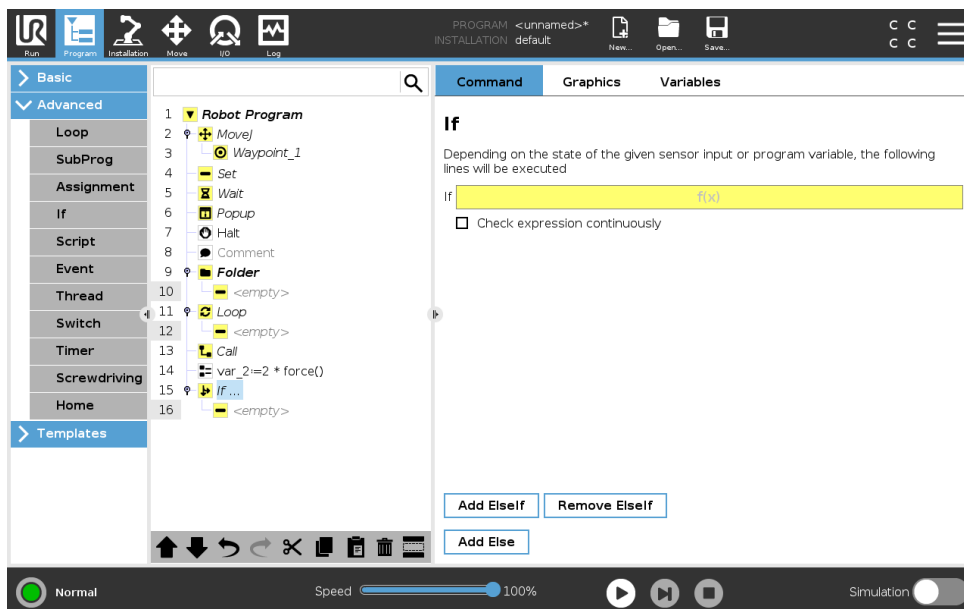 UR
PROGRAM <unnamed>*
INSTALLATION default
C C
C C
Run Program Installation Move I/O Log New... Open... Save...
Basic
Advanced
Loop
SubProg
Assignment
If
Script
Event
Thread
Switch
Timer
Screwdriving
Home
Templates
1 Robot Program
2 MoveJ
3 Waypoint_1
4 Set
5 Wait
6 Popup
7 Halt
8 Comment
9 Folder
10 <empty>
11 Loop
12 <empty>
13 Call
14 var_2:=2 * force()
15 If ...
16 <empty>
Command Graphics Variables
If
Depending on the state of the given sensor input or program variable, the following
lines will be executed
If f(x)
Check expression continuously
Add ElseIf Remove ElseIf
Add Else
Normal Speed 100% Simulation